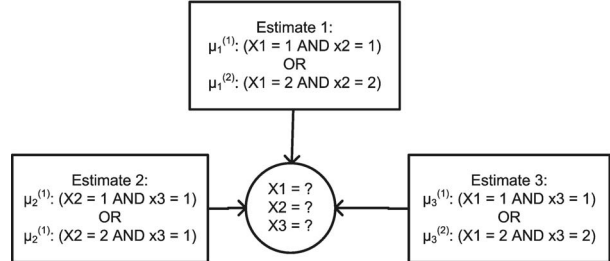 Estimate 1:
μ₁⁽¹⁾: (X1 = 1 AND x2 = 1)
OR
μ₁⁽²⁾: (X1 = 2 AND x2 = 2)
Estimate 2:
μ₂⁽¹⁾: (X2 = 1 AND x3 = 1)
OR
μ₂⁽¹⁾: (X2 = 2 AND x3 = 1)
X1 = ?
X2 = ?
X3 = ?
Estimate 3:
μ₃⁽¹⁾: (X1 = 1 AND x3 = 1)
OR
μ₃⁽²⁾: (X1 = 2 AND x3 = 2)